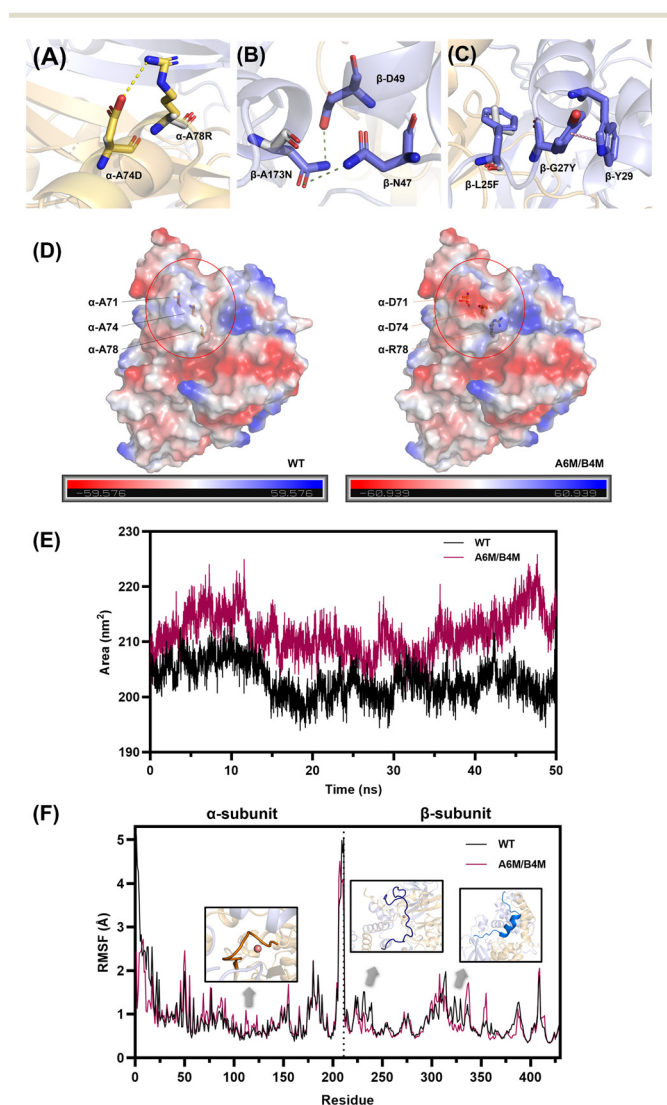 (A)
α-A78R
α-A74D
(B)
β-D49
β-A173N
β-N47
(C)
β-L25F
β-G27Y
β-Y29
(D)
α-A71
α-A74
α-A78
WT
-59.576
59.576
α-D71
α-D74
α-R78
A6M/B4M
-60.939
60.939
(E)
230
220
210
200
190
Area (nm²)
WT
A6M/B4M
0
10
20
30
40
50
Time (ns)
(F)
α-subunit
β-subunit
5
4
3
2
1
0
RMSF (Å)
WT
A6M/B4M
0
50
100
150
200
250
300
350
400
Residue